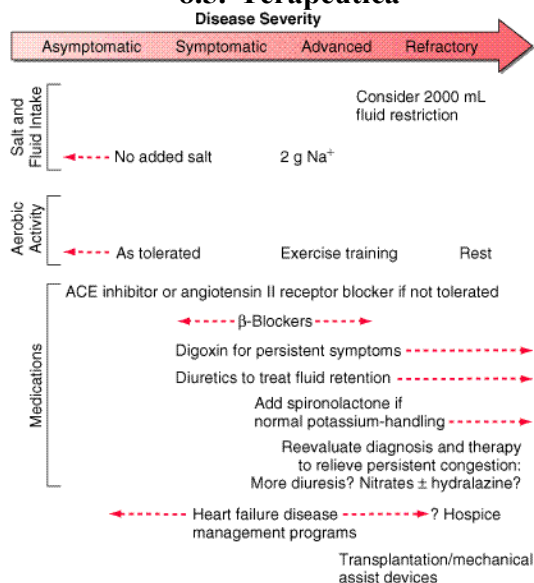 8.5. Terapéutica
Disease Severity
Asymptomatic Symptomatic Advanced Refractory
Salt and
Fluid Intake
Consider 2000 mL
fluid restriction
No added salt 2 g Na⁺
Aerobic
Activity
As tolerated Exercise training Rest
Medications
ACE inhibitor or angiotensin II receptor blocker if not tolerated
β-Blockers
Digoxin for persistent symptoms
Diuretics to treat fluid retention
Add spironolactone if
normal potassium-handling
Reevaluate diagnosis and therapy
to relieve persistent congestion:
More diuresis? Nitrates ± hydralazine?
Heart failure disease ? Hospice
management programs
Transplantation/mechanical
assist devices